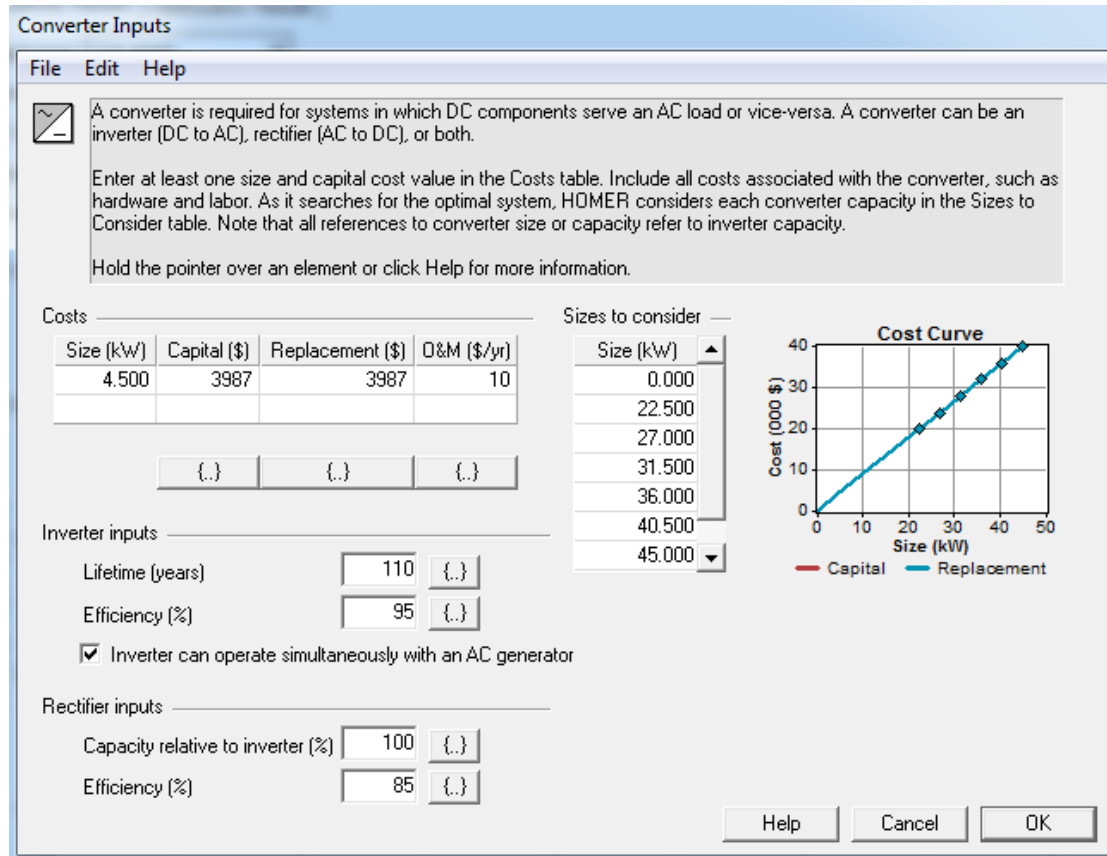 Converter Inputs
File Edit Help
A converter is required for systems in which DC components serve an AC load or vice-versa. A converter can be an
inverter (DC to AC), rectifier (AC to DC), or both.
Enter at least one size and capital cost value in the Costs table. Include all costs associated with the converter, such as
hardware and labor. As it searches for the optimal system, HOMER considers each converter capacity in the Sizes to
Consider table. Note that all references to converter size or capacity refer to inverter capacity.
Hold the pointer over an element or click Help for more information.
Costs
Size (kW) Capital ($) Replacement ($) O&M ($/yr)
4.500 3987 3987 10
{..} {..} {..}
Sizes to consider
Size (kW)
0.000
22.500
27.000
31.500
36.000
40.500
45.000
Cost Curve
Cost (000 $)
40
30
20
10
0
0 10 20 30 40 50
Size (kW)
Capital Replacement
Inverter inputs
Lifetime (years) 110 {..}
Efficiency (%) 95 {..}
Inverter can operate simultaneously with an AC generator
Rectifier inputs
Capacity relative to inverter (%) 100 {..}
Efficiency (%) 85 {..}
Help Cancel OK